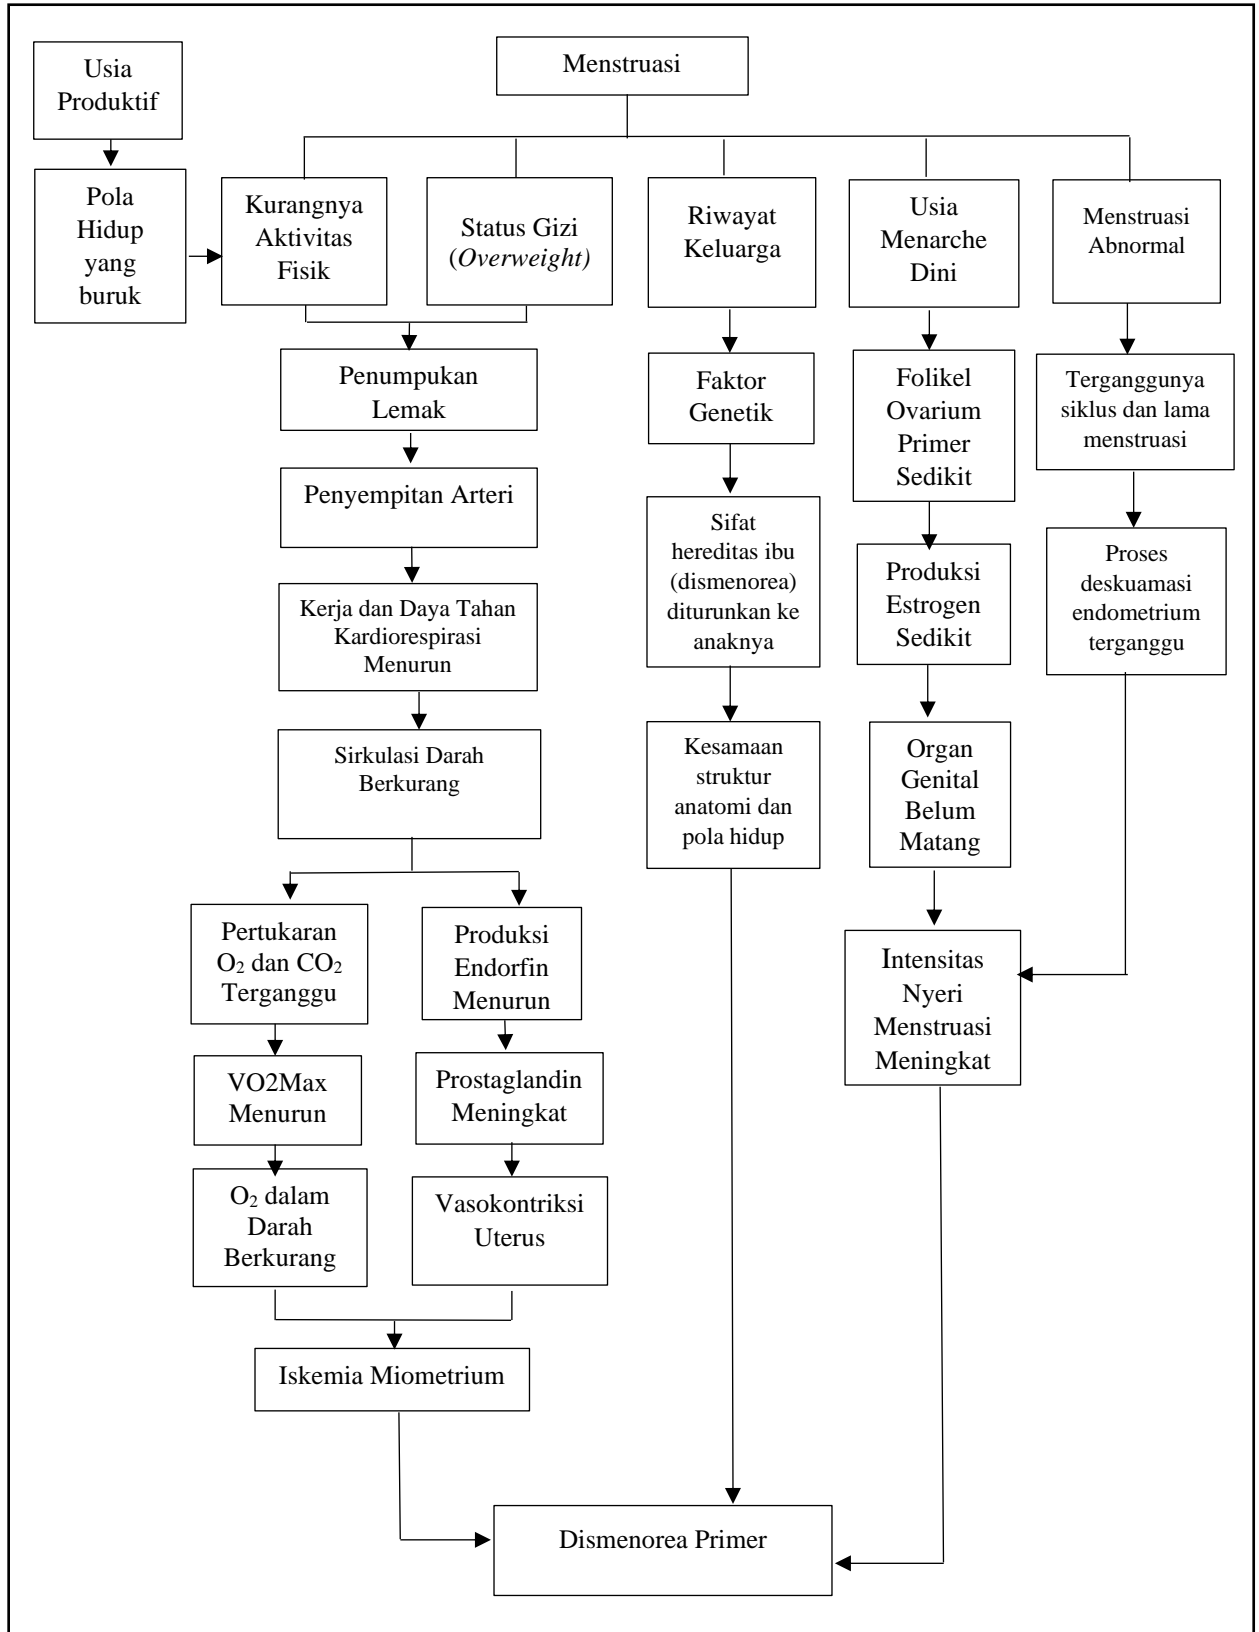 Usia
Produktif
Menstruasi
Pola
Hidup
yang
buruk
Kurangnya
Aktivitas
Fisik
Status Gizi
(Overweight)
Riwayat
Keluarga
Usia
Menarche
Dini
Menstruasi
Abnormal
Penumpukan
Lemak
Faktor
Genetik
Folikel
Ovarium
Primer
Sedikit
Terganggunya
siklus dan lama
menstruasi
Penyempitan Arteri
Sifat
hereditas ibu
(dismenorea)
diturunkan ke
anaknya
Produksi
Estrogen
Sedikit
Proses
deskuamasi
endometrium
terganggu
Kerja dan Daya Tahan
Kardiorespirasi
Menurun
Sirkulasi Darah
Berkurang
Kesamaan
struktur
anatomi dan
pola hidup
Organ
Genital
Belum
Matang
Pertukaran
O₂ dan CO₂
Terganggu
Produksi
Endorfin
Menurun
Intensitas
Nyeri
Menstruasi
Meningkat
VO2Max
Menurun
Prostaglandin
Meningkat
O₂ dalam
Darah
Berkurang
Vasokontriksi
Uterus
Iskemia Miometrium
Dismenorea Primer